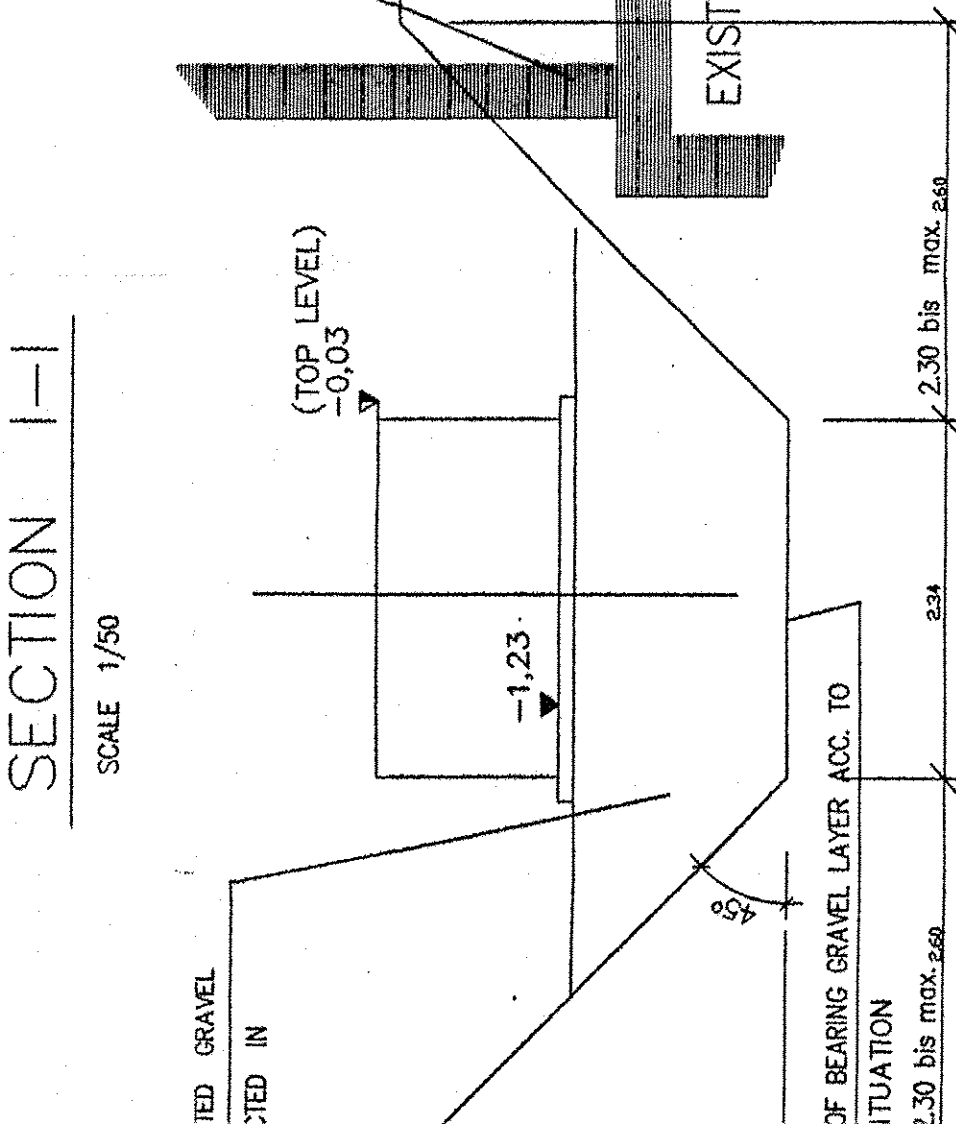 SECTION I—I
SCALE 1/50
(TOP LEVEL)
−0,03
−1,23
EXIST
TED GRAVEL
CTED IN
45°
OF BEARING GRAVEL LAYER ACC. TO
ITUATION
2.30 bis max. 2.60
2.34
2.30 bis max. 2.60